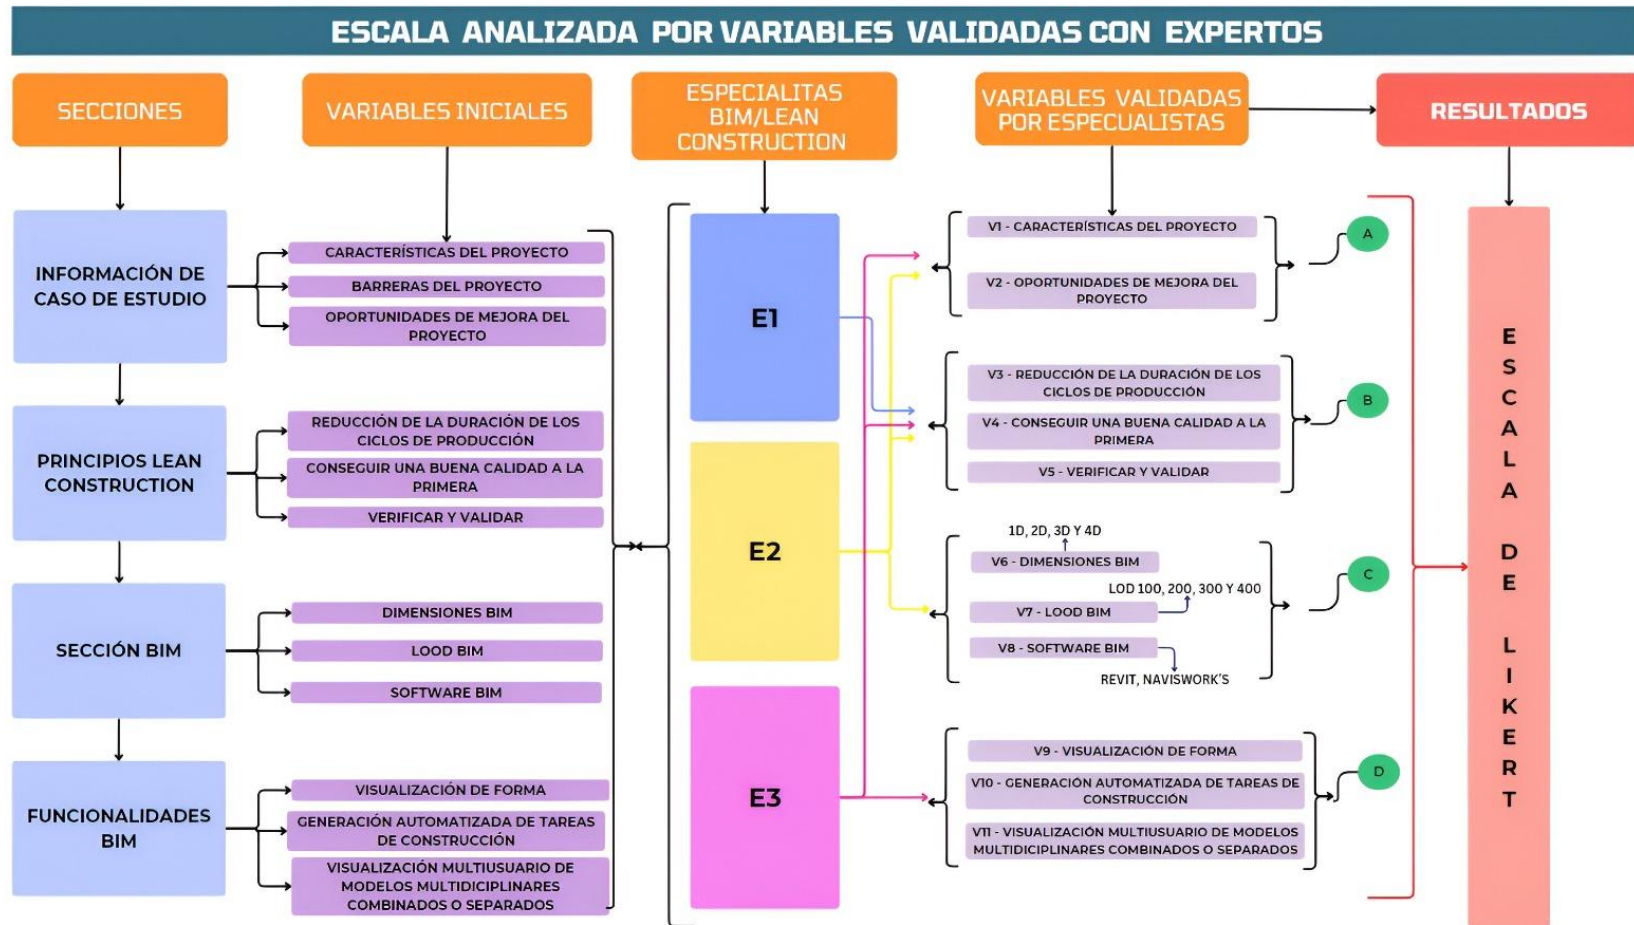 ESCALA ANALIZADA POR VARIABLES VALIDADAS CON EXPERTOS
SECCIONES
VARIABLES INICIALES
ESPECIALITAS
BIM/LEAN
CONSTRUCTION
VARIABLES VALIDADAS
POR ESPECUALISTAS
RESULTADOS
INFORMACIÓN DE
CASO DE ESTUDIO
CARACTERÍSTICAS DEL PROYECTO
BARRERAS DEL PROYECTO
OPORTUNIDADES DE MEJORA DEL
PROYECTO
PRINCIPIOS LEAN
CONSTRUCTION
REDUCCIÓN DE LA DURACIÓN DE LOS
CICLOS DE PRODUCCIÓN
CONSEGUIR UNA BUENA CALIDAD A LA
PRIMERA
VERIFICAR Y VALIDAR
SECCIÓN BIM
DIMENSIONES BIM
LOOD BIM
SOFTWARE BIM
FUNCIONALIDADES
BIM
VISUALIZACIÓN DE FORMA
GENERACIÓN AUTOMATIZADA DE TAREAS
DE CONSTRUCCIÓN
VISUALIZACIÓN MULTIUSUARIO DE
MODELOS MULTIDICIPLINARES
COMBINADOS O SEPARADOS
E1
E2
E3
V1 - CARACTERÍSTICAS DEL PROYECTO
V2 - OPORTUNIDADES DE MEJORA DEL
PROYECTO
A
V3 - REDUCCIÓN DE LA DURACIÓN DE LOS
CICLOS DE PRODUCCIÓN
V4 - CONSEGUIR UNA BUENA CALIDAD A LA
PRIMERA
V5 - VERIFICAR Y VALIDAR
B
1D, 2D, 3D Y 4D
V6 - DIMENSIONES BIM
LOD 100, 200, 300 Y 400
V7 - LOOD BIM
V8 - SOFTWARE BIM
REVIT, NAVISWORK'S
C
V9 - VISUALIZACIÓN DE FORMA
V10 - GENERACIÓN AUTOMATIZADA DE TAREAS DE
CONSTRUCCIÓN
V11 - VISUALIZACIÓN MULTIUSUARIO DE MODELOS
MULTIDICIPLINARES COMBINADOS O SEPARADOS
D
ESCALA DE LIKERT